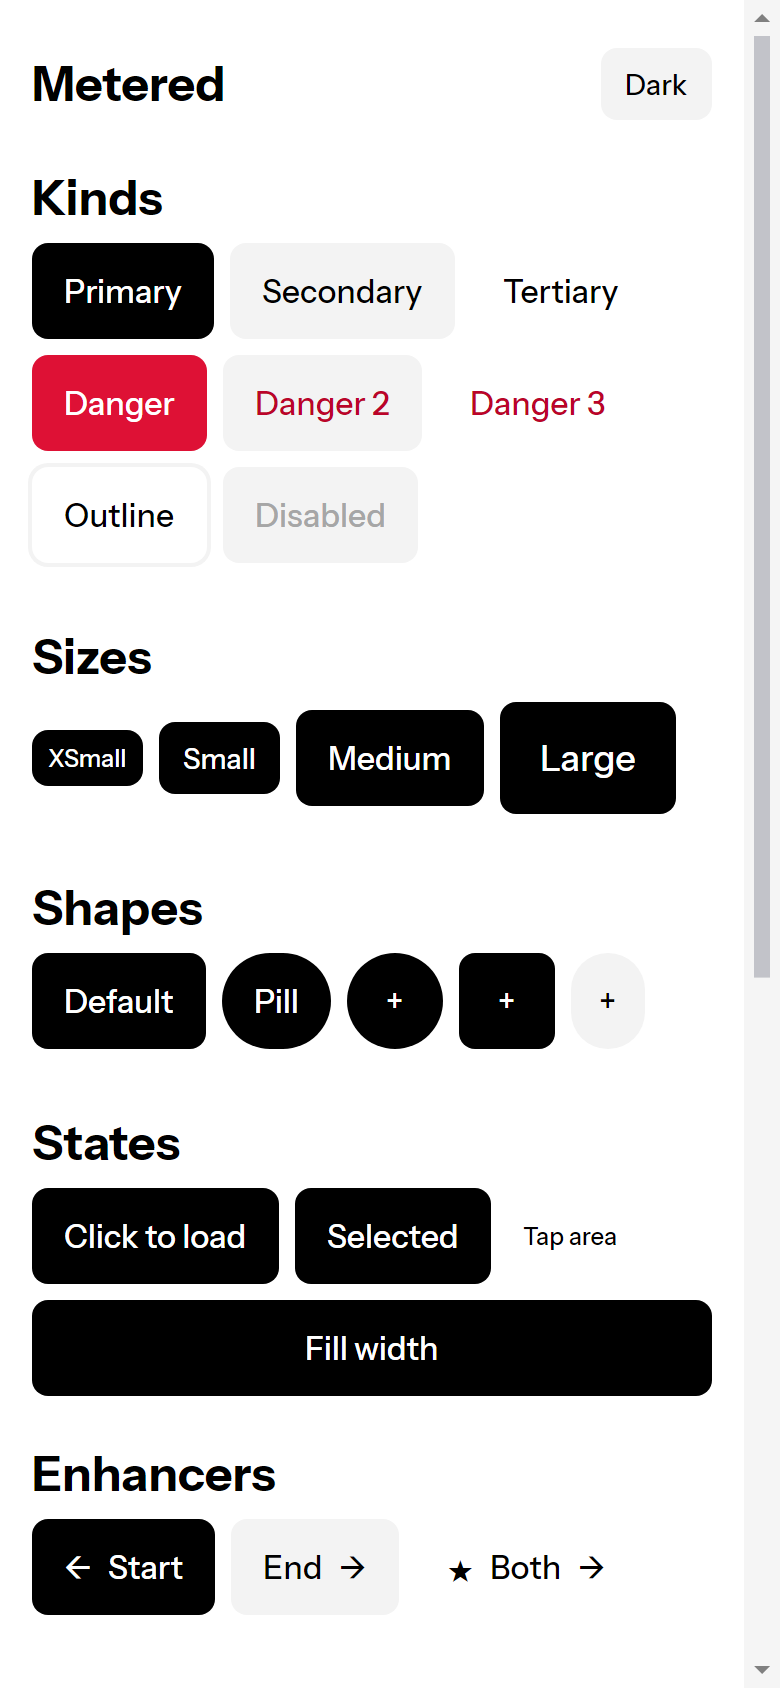 Metered
Dark
Kinds
Primary Secondary Tertiary
Danger Danger 2 Danger 3
Outline Disabled
Sizes
XSmall Small Medium Large
Shapes
Default Pill + + +
States
Click to load Selected Tap area
Fill width
Enhancers
← Start End → ★ Both →